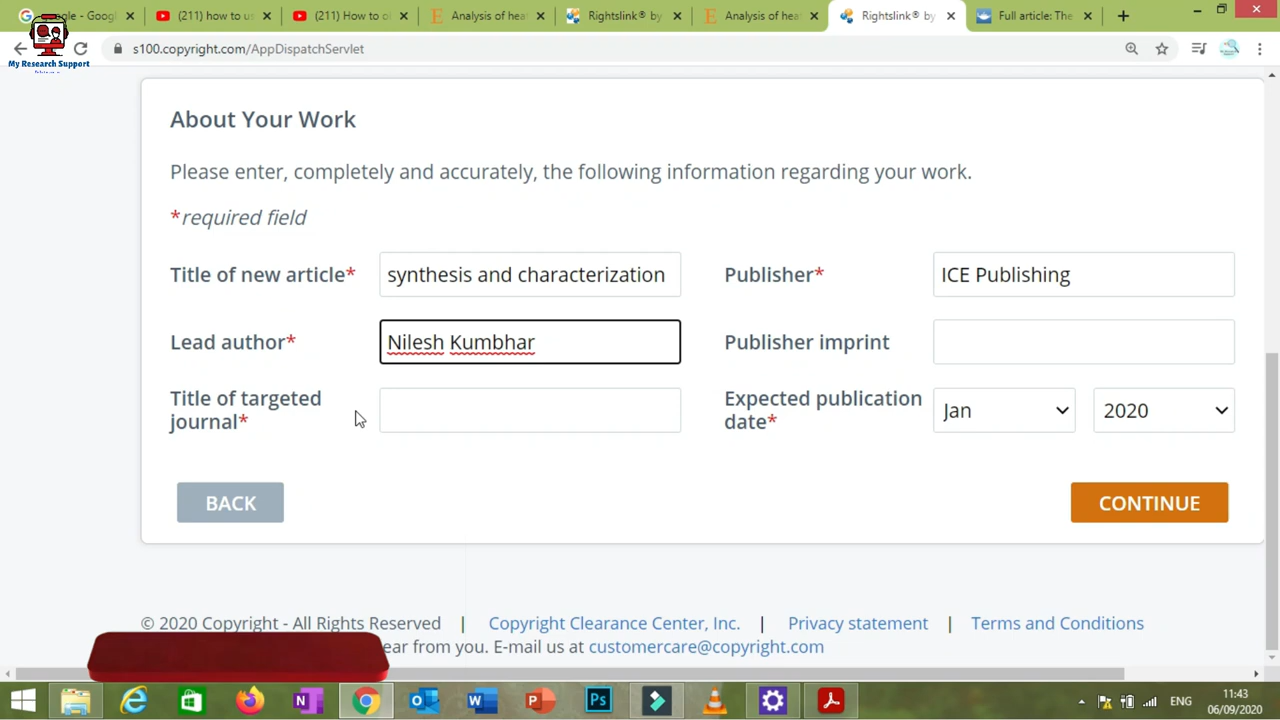 e - Googl
(211) how to us
(211) How to o
Analysis of hea
Rightslink® by
Analysis of hea
Rightslink® by
Full article: The
s100.copyright.com/AppDispatchServlet
My Research Support
About Your Work
Please enter, completely and accurately, the following information regarding your work.
*required field
Title of new article* synthesis and characterization Publisher* ICE Publishing
Lead author* Nilesh Kumbhar Publisher imprint
Title of targeted journal* Expected publication date* Jan 2020
BACK CONTINUE
© 2020 Copyright - All Rights Reserved | Copyright Clearance Center, Inc. | Privacy statement | Terms and Conditions
ear from you. E-mail us at customercare@copyright.com
ENG
11:43
06/09/2020